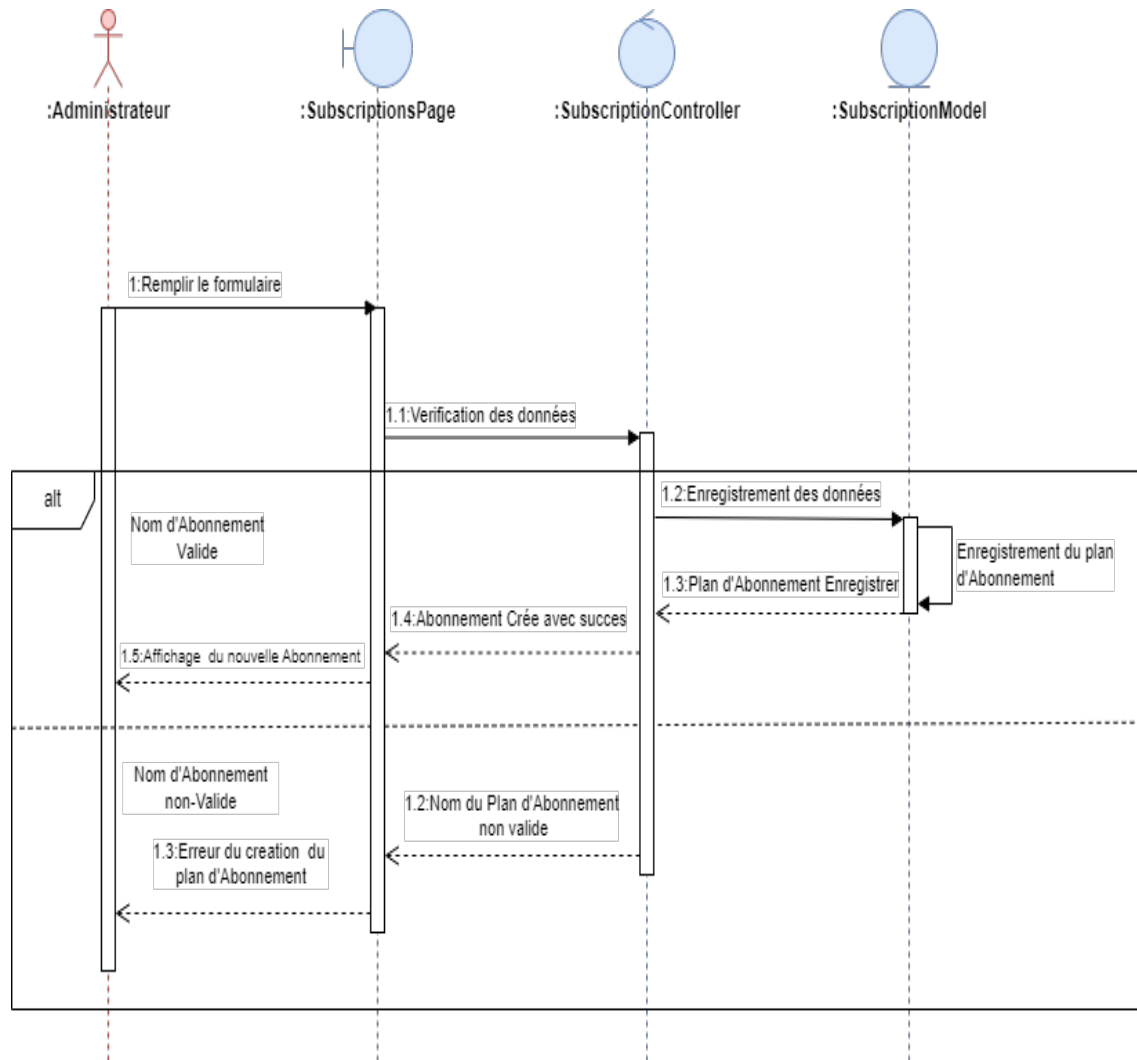 :Administrateur
:SubscriptionsPage
:SubscriptionController
:SubscriptionModel
1:Remplir le formulaire
1.1:Verification des données
alt
1.2:Enregistrement des données
Nom d'Abonnement
Valide
Enregistrement du plan
d'Abonnement
1.3:Plan d'Abonnement Enregistrer
1.4:Abonnement Crée avec succes
1.5:Affichage du nouvelle Abonnement
Nom d'Abonnement
non-Valide
1.2:Nom du Plan d'Abonnement
non valide
1.3:Erreur du creation du
plan d'Abonnement